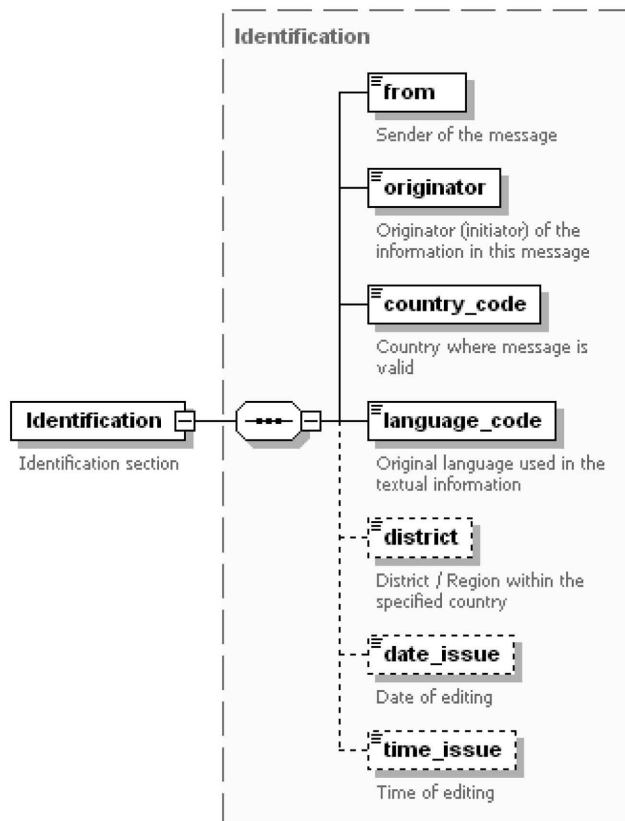 Identification
from
Sender of the message
originator
Originator (initiator) of the
information in this message
country_code
Country where message is
valid
Identification
Identification section
language_code
Original language used in the
textual information
district
District / Region within the
specified country
date_issue
Date of editing
time_issue
Time of editing